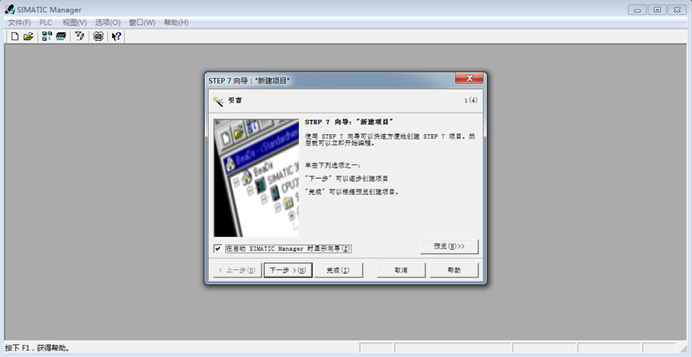 SIMATIC Manager
文件(F) PLC 视图(V) 选项(O) 窗口(W) 帮助(H)
STEP 7 向导："新建项目"
引言
1(4)
STEP 7 向导："新建项目"
使用 STEP 7 向导可以快速方便地创建 STEP 7 项目。然
后就可以立即开始编程。
单击下列选项之一：
"下一步"可以逐步创建项目
"完成"可以根据预览创建项目。
在启动 SIMATIC Manager 时显示向导(Z)
预览(R)>>
< 上一步(B)
下一步 >(N)
完成(I)
取消
帮助
按下 F1，获得帮助。